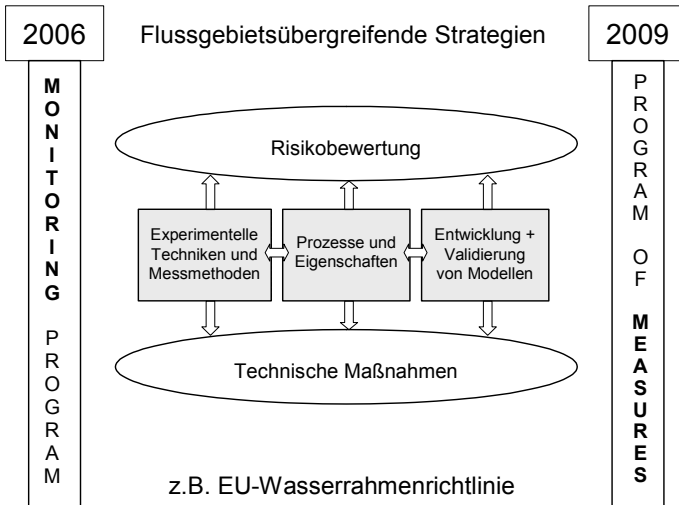 2006
Flussgebietsübergreifende Strategien
2009
MONITORING PROGRAM
Risikobewertung
Experimentelle
Techniken und
Messmethoden
Prozesse und
Eigenschaften
Entwicklung +
Validierung
von Modellen
Technische Maßnahmen
z.B. EU-Wasserrahmenrichtlinie
PROGRAM OF MEASURES